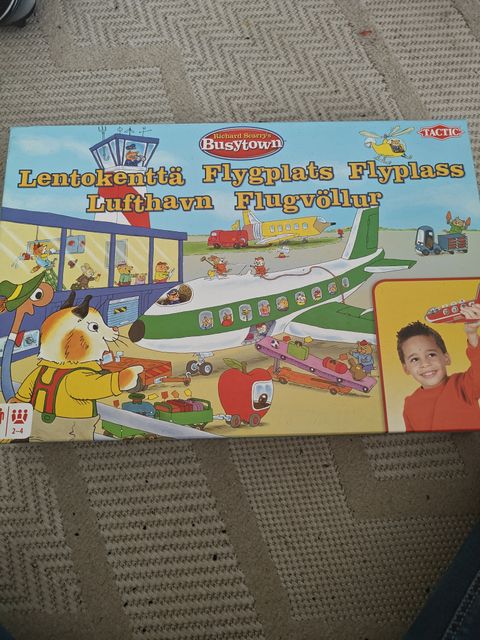 Richard Scarry's
Busytown
TACTIC
Lentokenttä Flygplats Flyplass
Lufthavn Flugvöllur
2-4